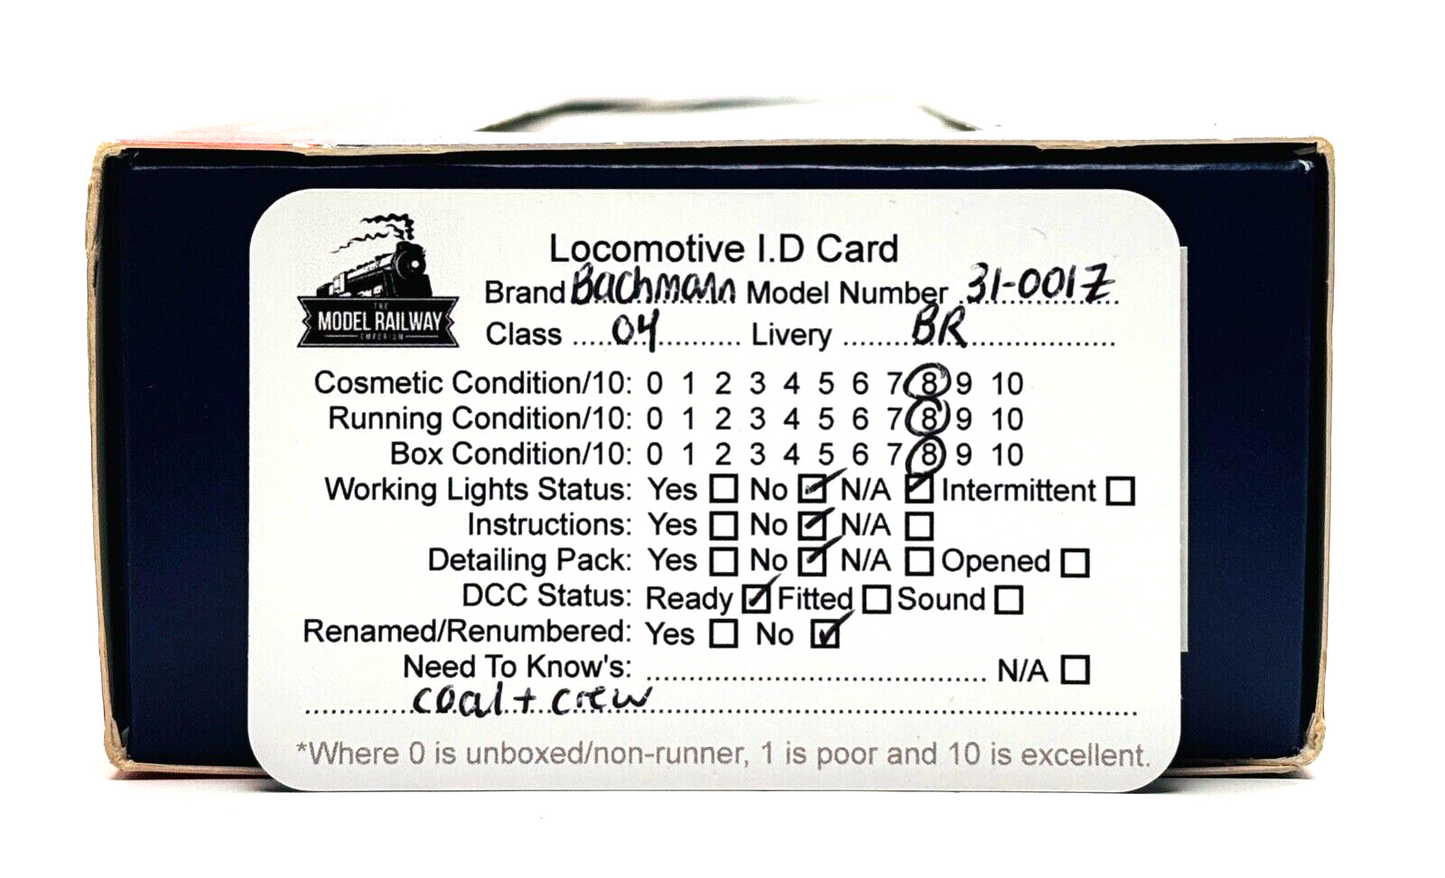 THE
MODEL RAILWAY
EMPORIUM
Locomotive I.D Card
Brand Bachmann Model Number 31-001Z
Class .....04.......... Livery ........BR................
Cosmetic Condition/10: 0 1 2 3 4 5 6 7 8 9 10
Running Condition/10: 0 1 2 3 4 5 6 7 8 9 10
Box Condition/10: 0 1 2 3 4 5 6 7 8 9 10
Working Lights Status: Yes ☐ No ☑ N/A ☑ Intermittent ☐
Instructions: Yes ☐ No ☑ N/A ☐
Detailing Pack: Yes ☐ No ☑ N/A ☐ Opened ☐
DCC Status: Ready ☑ Fitted ☐ Sound ☐
Renamed/Renumbered: Yes ☐ No ☑
Need To Know's: ................................... N/A ☐
coal + crew
*Where 0 is unboxed/non-runner, 1 is poor and 10 is excellent.